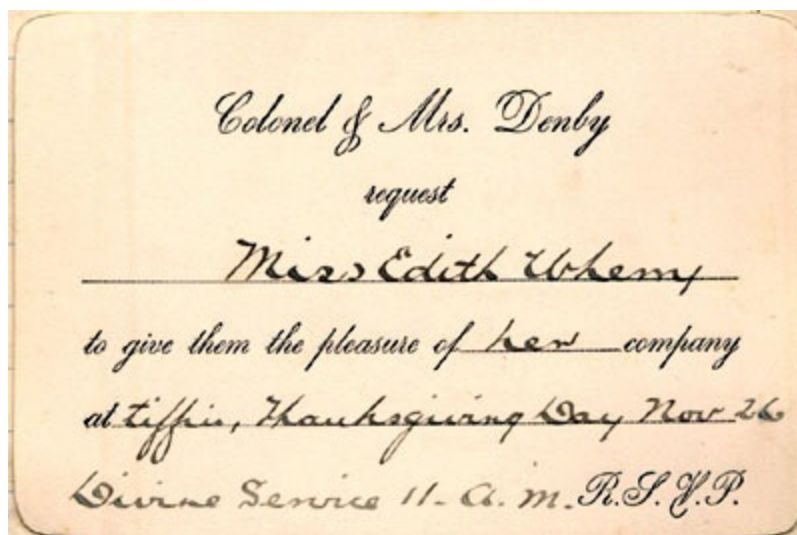 Colonel & Mrs. Denby
request
Miss Edith Wherry
to give them the pleasure of her company
at tiffin, Thanksgiving Day Nov 26
Divine Service 11- A. M. R.S.V.P.